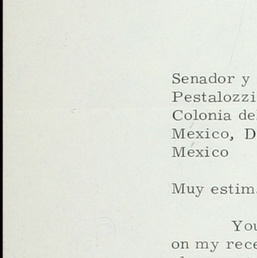 Senador y
Pestalozzi
Colonia de
Mexico, D
Mexico
Muy estim
You
on my rece